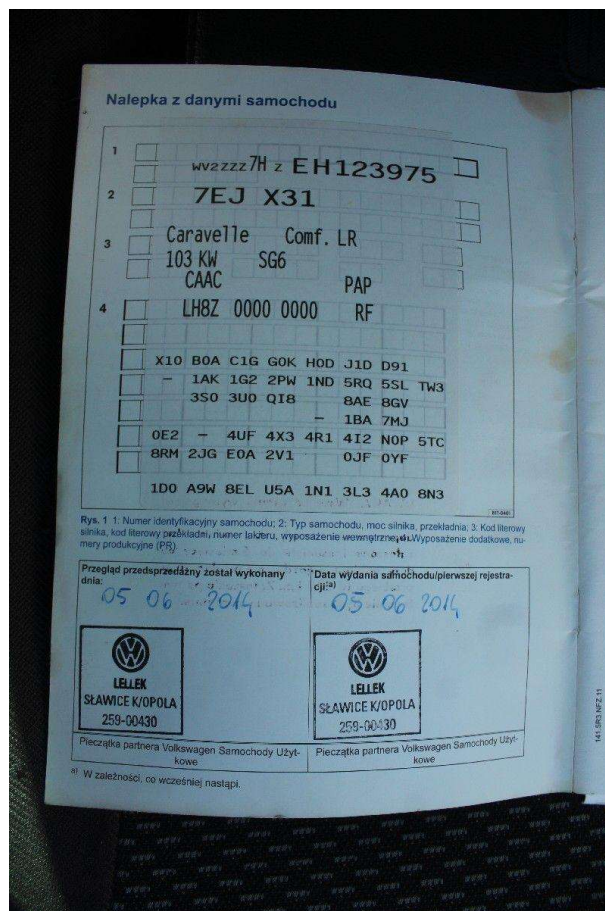 Nalepka z danymi samochodu
1
WV2ZZZ 7H Z EH123975
2
7EJ X31
3
Caravelle Comf. LR
103 KW SG6
CAAC PAP
4
LH8Z 0000 0000 RF
X10 B0A C1G G0K H0D J1D D91
- 1AK 1G2 2PW 1ND 5RQ 5SL TW3
3S0 3U0 QI8 8AE 8GV
- 1BA 7MJ
0E2 - 4UF 4X3 4R1 4I2 N0P 5TC
8RM 2JG E0A 2V1 0JF 0YF
1D0 A9W 8EL U5A 1N1 3L3 4A0 8N3
Rys. 1 1: Numer identyfikacyjny samochodu; 2: Typ samochodu, moc silnika, przekładnia; 3: Kod literowy
silnika, kod literowy przekładni, numer lakieru, wyposażenie wewnętrzne; 4: Wyposażenie dodatkowe, nu-
mery produkcyjne (PR).
Przegląd przedsprzedażny został wykonany
dnia:
05 06 2014
Data wydania samochodu/pierwszej rejestra-
cji:a)
05 06 2014
LELLEK
SŁAWICE K/OPOLA
259-00430
LELLEK
SŁAWICE K/OPOLA
259-00430
Pieczątka partnera Volkswagen Samochody Użyt-
kowe
Pieczątka partnera Volkswagen Samochody Użyt-
kowe
a) W zależności, co wcześniej nastąpi.
141.5R3.NFZ.11